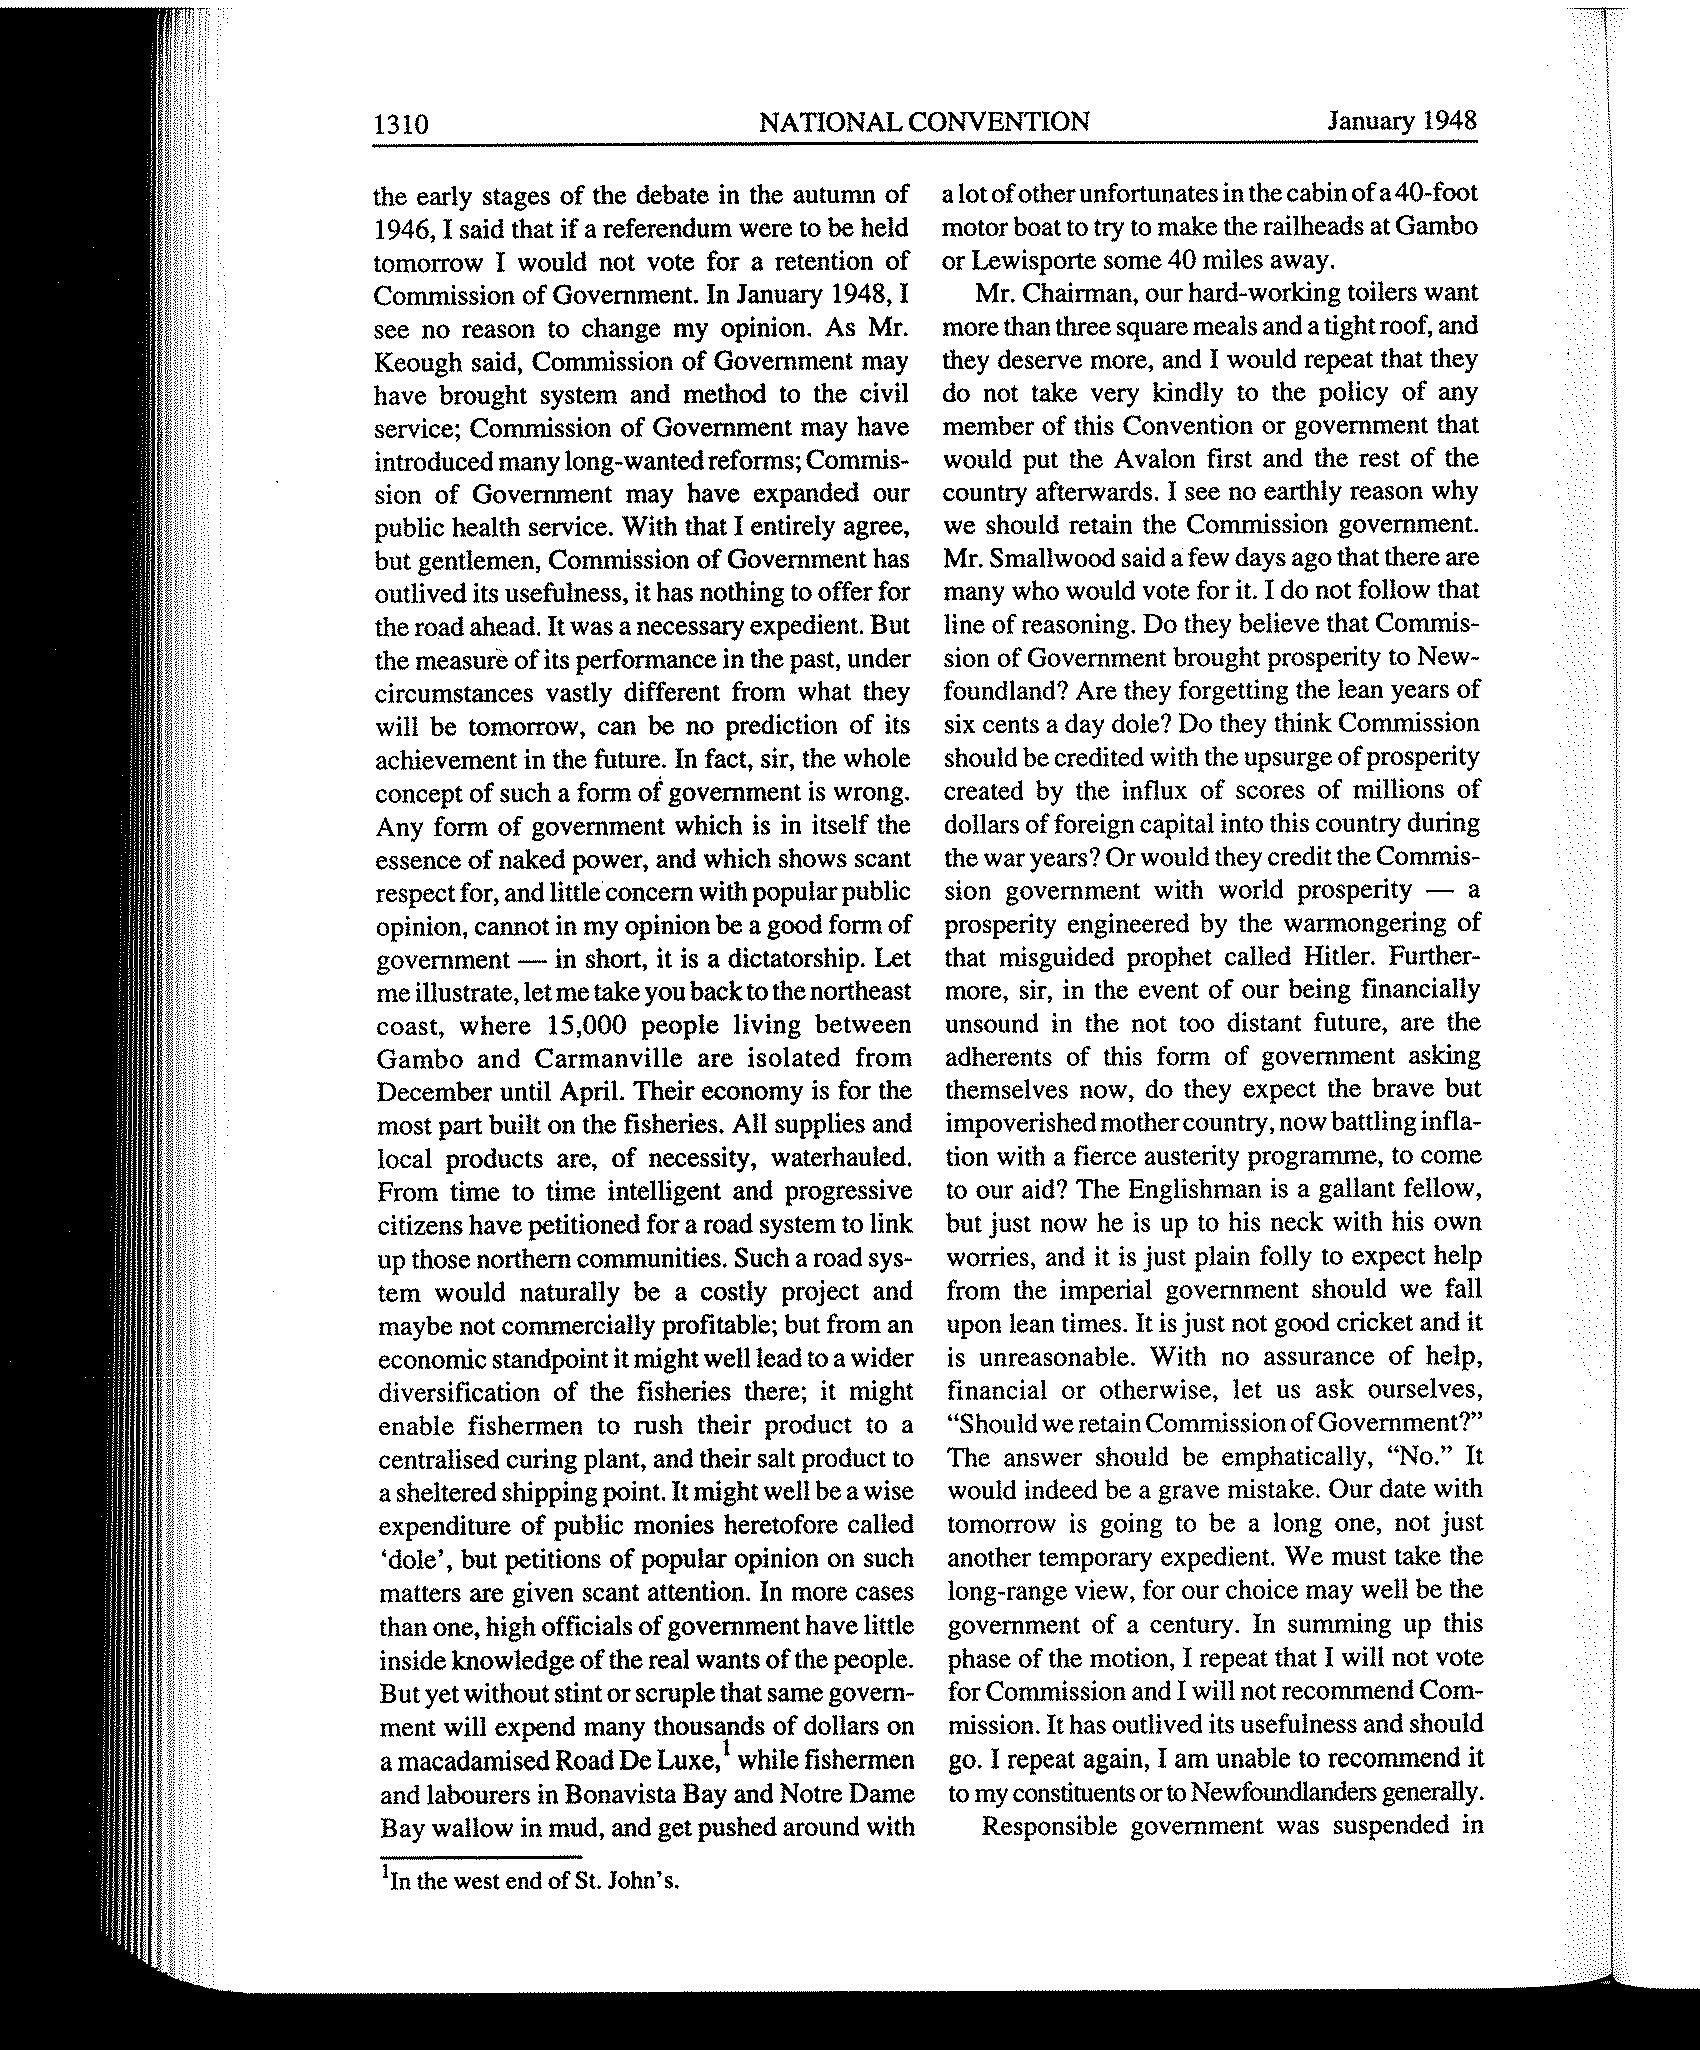 1310 NATIONAL CONVENTION January 1948
the early stages of the debate in the autumn of
1946, I said that if a referendum were to be held
tomorrow I would not vote for a retention of
Commission of Government. In January 1948, I
see no reason to change my opinion. As Mr.
Keough said, Commission of Government may
have brought system and method to the civil
service; Commission of Government may have
introduced many long-wanted reforms; Commis-
sion of Government may have expanded our
public health service. With that I entirely agree,
but gentlemen, Commission of Government has
outlived its usefulness, it has nothing to offer for
the road ahead. It was a necessary expedient. But
the measure of its performance in the past, under
circumstances vastly different from what they
will be tomorrow, can be no prediction of its
achievement in the future. In fact, sir, the whole
concept of such a form of government is wrong.
Any form of government which is in itself the
essence of naked power, and which shows scant
respect for, and little concern with popular public
opinion, cannot in my opinion be a good form of
government — in short, it is a dictatorship. Let
me illustrate, let me take you back to the northeast
coast, where 15,000 people living between
Gambo and Carmanville are isolated from
December until April. Their economy is for the
most part built on the fisheries. All supplies and
local products are, of necessity, waterhauled.
From time to time intelligent and progressive
citizens have petitioned for a road system to link
up those northern communities. Such a road sys-
tem would naturally be a costly project and
maybe not commercially profitable; but from an
economic standpoint it might well lead to a wider
diversification of the fisheries there; it might
enable fishermen to rush their product to a
centralised curing plant, and their salt product to
a sheltered shipping point. It might well be a wise
expenditure of public monies heretofore called
‘dole’, but petitions of popular opinion on such
matters are given scant attention. In more cases
than one, high officials of government have little
inside knowledge of the real wants of the people.
But yet without stint or scruple that same govern-
ment will expend many thousands of dollars on
a macadamised Road De Luxe,¹ while fishermen
and labourers in Bonavista Bay and Notre Dame
Bay wallow in mud, and get pushed around with
¹In the west end of St. John's.
a lot of other unfortunates in the cabin of a 40-foot
motor boat to try to make the railheads at Gambo
or Lewisporte some 40 miles away.
Mr. Chairman, our hard-working toilers want
more than three square meals and a tight roof, and
they deserve more, and I would repeat that they
do not take very kindly to the policy of any
member of this Convention or government that
would put the Avalon first and the rest of the
country afterwards. I see no earthly reason why
we should retain the Commission government.
Mr. Smallwood said a few days ago that there are
many who would vote for it. I do not follow that
line of reasoning. Do they believe that Commis-
sion of Government brought prosperity to New-
foundland? Are they forgetting the lean years of
six cents a day dole? Do they think Commission
should be credited with the upsurge of prosperity
created by the influx of scores of millions of
dollars of foreign capital into this country during
the war years? Or would they credit the Commis-
sion government with world prosperity — a
prosperity engineered by the warmongering of
that misguided prophet called Hitler. Further-
more, sir, in the event of our being financially
unsound in the not too distant future, are the
adherents of this form of government asking
themselves now, do they expect the brave but
impoverished mother country, now battling infla-
tion with a fierce austerity programme, to come
to our aid? The Englishman is a gallant fellow,
but just now he is up to his neck with his own
worries, and it is just plain folly to expect help
from the imperial government should we fall
upon lean times. It is just not good cricket and it
is unreasonable. With no assurance of help,
financial or otherwise, let us ask ourselves,
“Should we retain Commission of Government?”
The answer should be emphatically, “No.” It
would indeed be a grave mistake. Our date with
tomorrow is going to be a long one, not just
another temporary expedient. We must take the
long-range view, for our choice may well be the
government of a century. In summing up this
phase of the motion, I repeat that I will not vote
for Commission and I will not recommend Com-
mission. It has outlived its usefulness and should
go. I repeat again, I am unable to recommend it
to my constituents or to Newfoundlanders generally.
Responsible government was suspended in